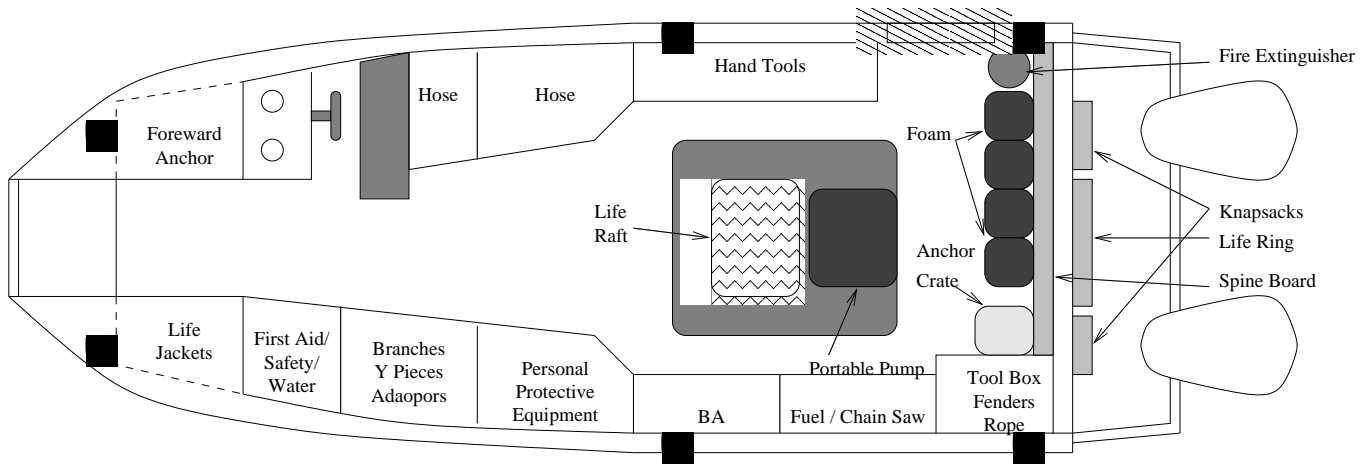 Hand Tools
Fire Extinguisher
Hose
Hose
Foreward
Anchor
Foam
Life
Raft
Knapsacks
Life Ring
Anchor
Crate
Spine Board
Life
Jackets
First Aid/
Safety/
Water
Branches
Y Pieces
Adaopors
Personal
Protective
Equipment
Portable Pump
BA
Fuel / Chain Saw
Tool Box
Fenders
Rope